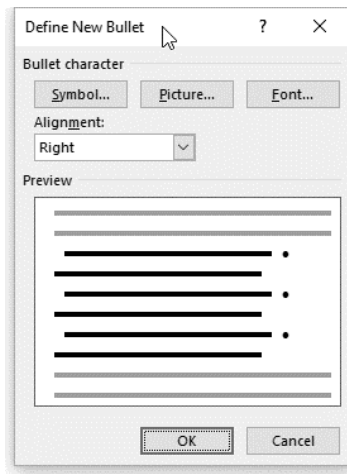 Define New Bullet ? ×
Bullet character
Symbol... Picture... Font...
Alignment:
Right
Preview
OK Cancel